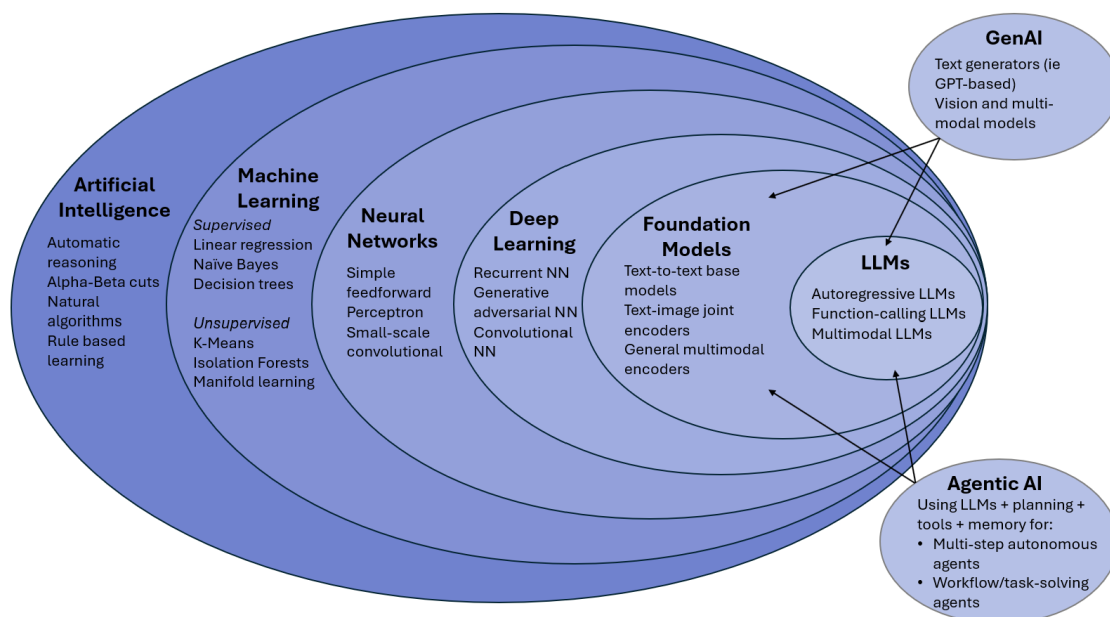 Artificial
Intelligence
Automatic
reasoning
Alpha-Beta cuts
Natural
algorithms
Rule based
learning
Machine
Learning
Supervised
Linear regression
Naïve Bayes
Decision trees
Unsupervised
K-Means
Isolation Forests
Manifold learning
Neural
Networks
Simple
feedforward
Perceptron
Small-scale
convolutional
Deep
Learning
Recurrent NN
Generative
adversarial NN
Convolutional
NN
Foundation
Models
Text-to-text base
models
Text-image joint
encoders
General multimodal
encoders
LLMs
Autoregressive LLMs
Function-calling LLMs
Multimodal LLMs
GenAI
Text generators (ie
GPT-based)
Vision and multi-
modal models
Agentic AI
Using LLMs + planning +
tools + memory for:
• Multi-step autonomous
agents
• Workflow/task-solving
agents